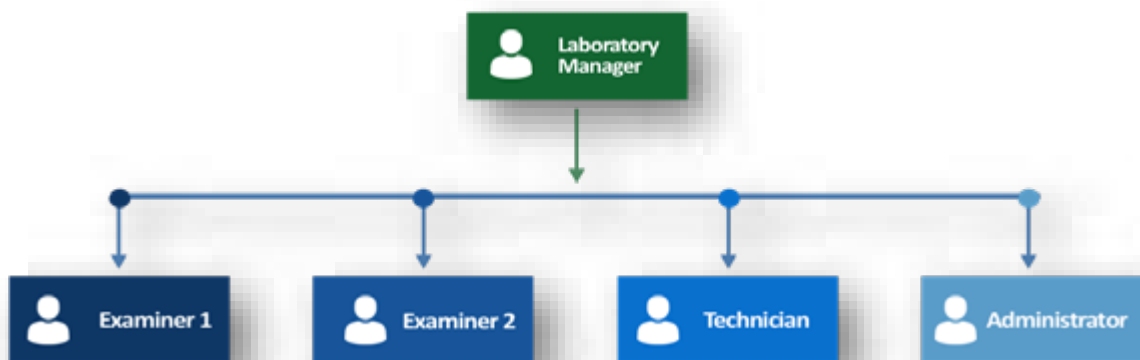 Laboratory
Manager
Examiner 1
Examiner 2
Technician
Administrator